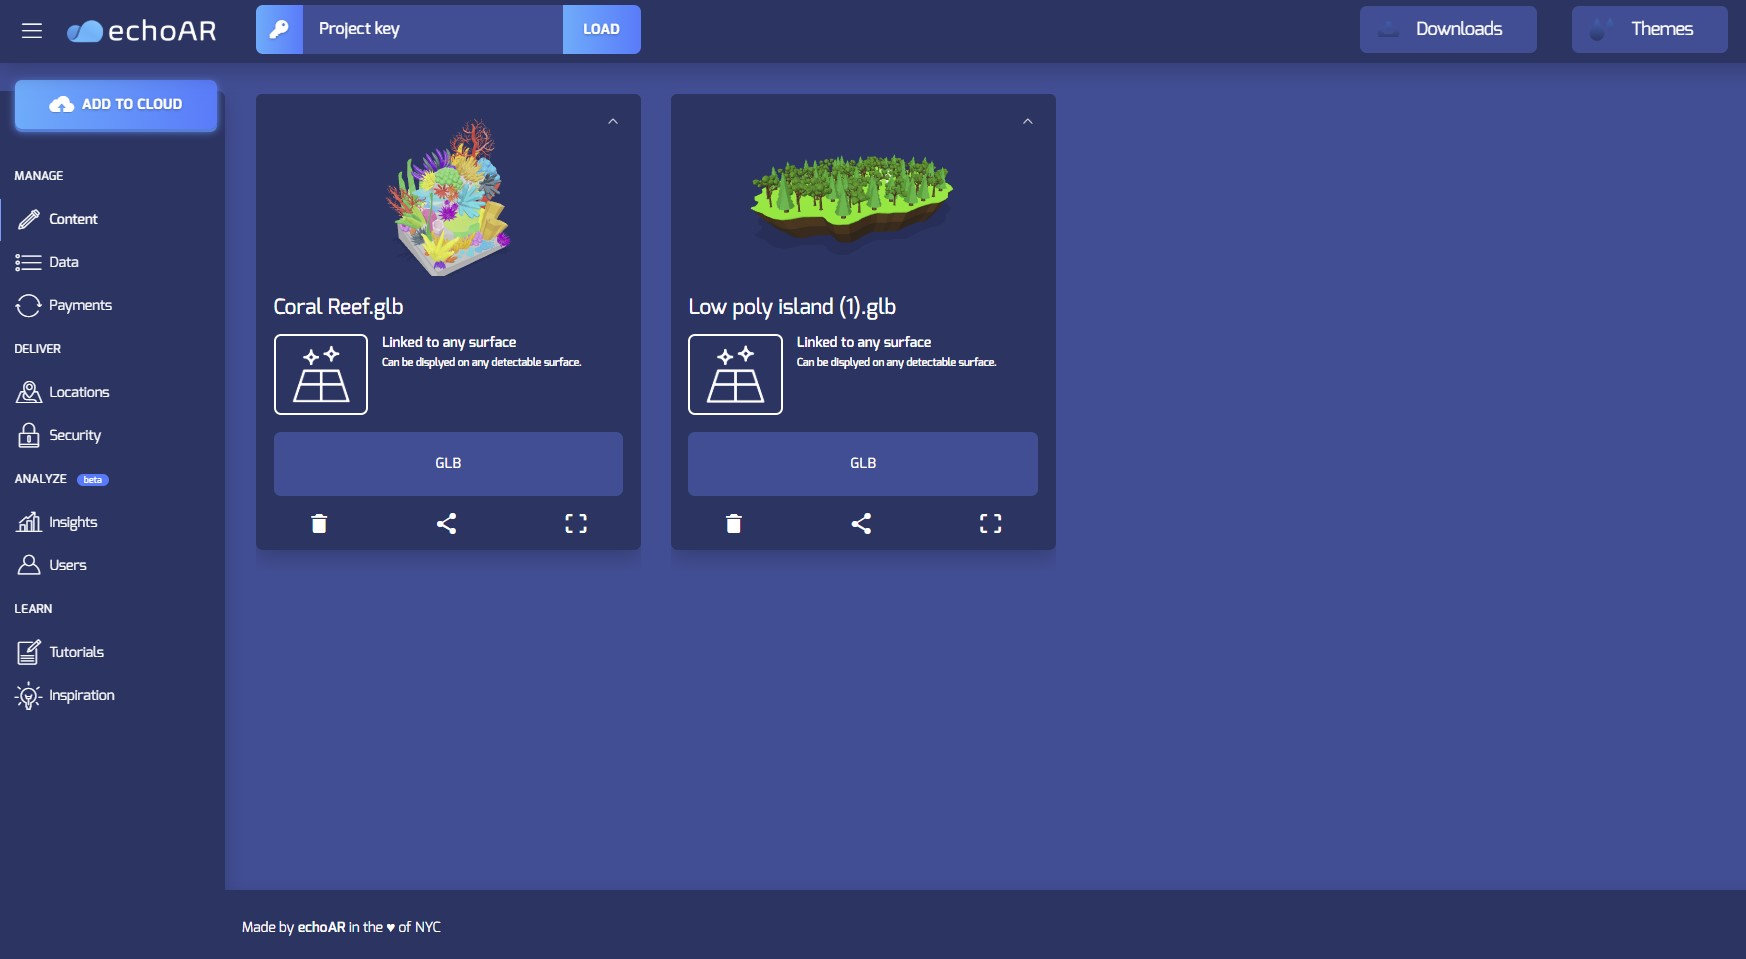 echoAR
Project key
LOAD
Downloads
Themes
ADD TO CLOUD
MANAGE
Content
Data
Payments
DELIVER
Locations
Security
ANALYZE beta
Insights
Users
LEARN
Tutorials
Inspiration
Coral Reef.glb
Linked to any surface
Can be displyed on any detectable surface.
GLB
Low poly island (1).glb
Linked to any surface
Can be displyed on any detectable surface.
GLB
Made by echoAR in the ♥ of NYC